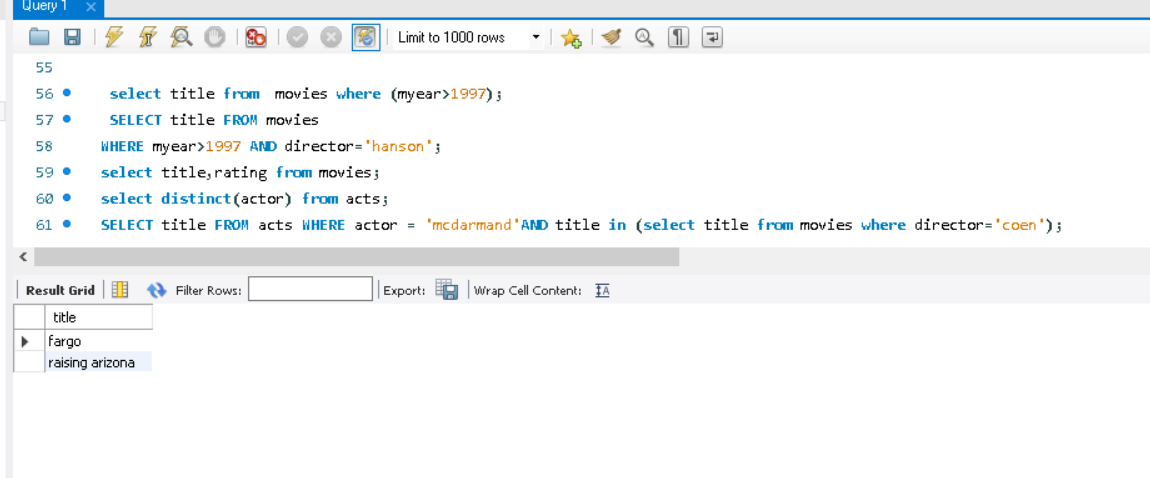 Query 1
Limit to 1000 rows
55
56 select title from movies where (myear>1997);
57 SELECT title FROM movies
58 WHERE myear>1997 AND director='hanson';
59 select title,rating from movies;
60 select distinct(actor) from acts;
61 SELECT title FROM acts WHERE actor = 'mcdarmand'AND title in (select title from movies where director='coen');
Result Grid Filter Rows: Export: Wrap Cell Content:
title
fargo
raising arizona